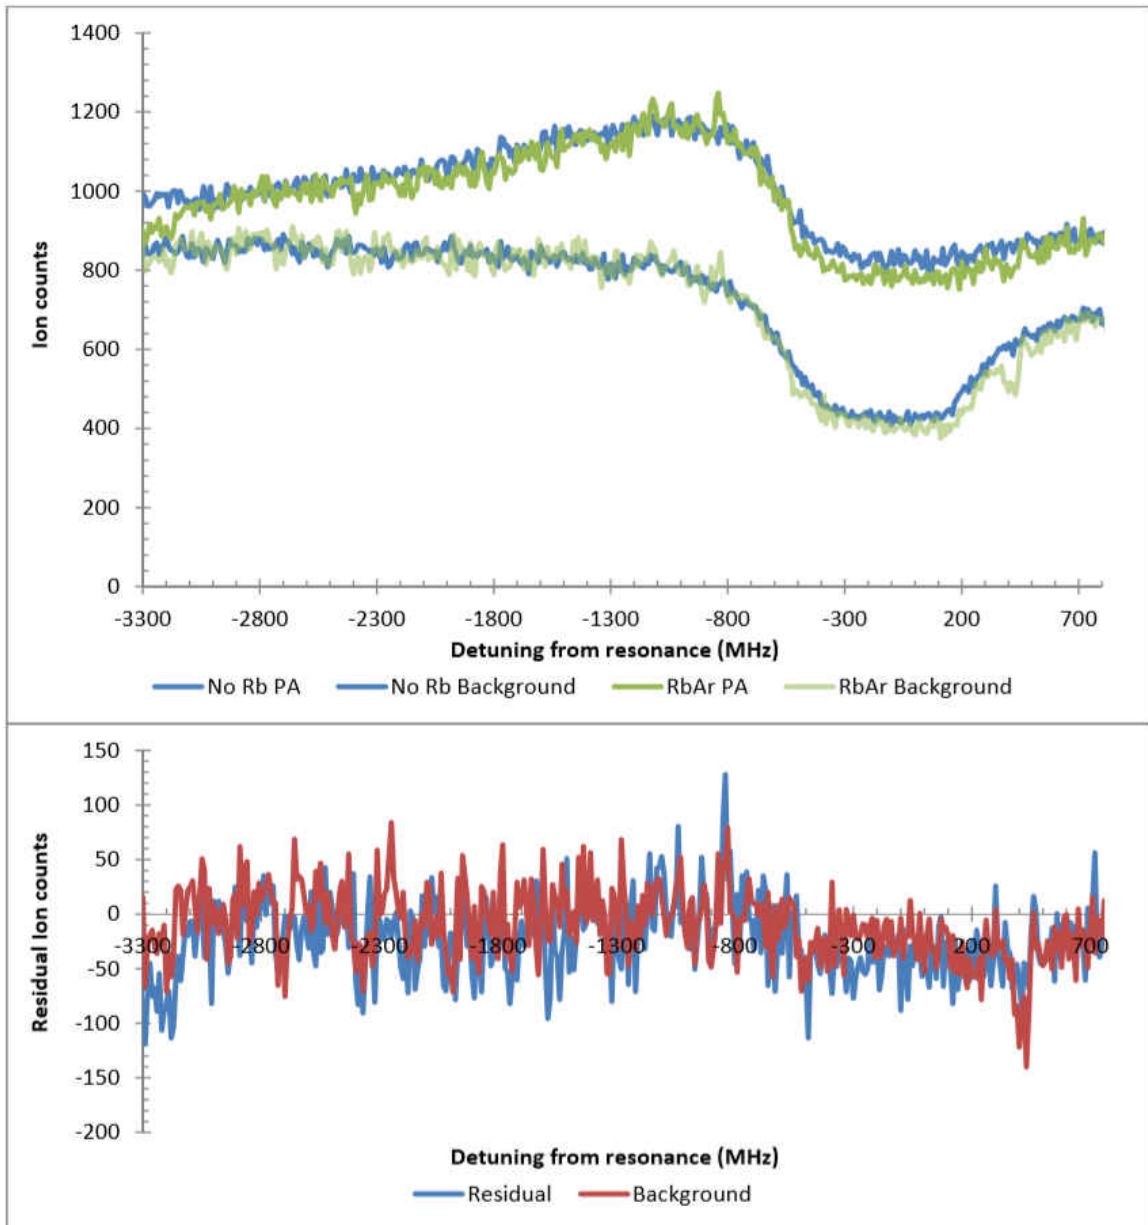 1400
1200
1000
800
600
400
200
0
Ion counts
-3300 -2800 -2300 -1800 -1300 -800 -300 200 700
Detuning from resonance (MHz)
No Rb PA No Rb Background RbAr PA RbAr Background
150
100
50
0
-50
-100
-150
-200
Residual Ion counts
-3300 -2800 -2300 -1800 -1300 -800 -300 200 700
Detuning from resonance (MHz)
Residual Background